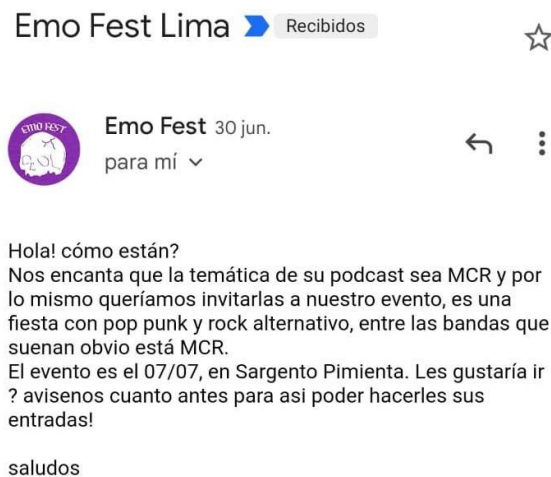 Emo Fest Lima Recibidos
EMO FEST
Emo Fest 30 jun.
para mí
Hola! cómo están?
Nos encanta que la temática de su podcast sea MCR y por
lo mismo queríamos invitarlas a nuestro evento, es una
fiesta con pop punk y rock alternativo, entre las bandas que
suenan obvio está MCR.
El evento es el 07/07, en Sargento Pimienta. Les gustaría ir
? avisenos cuanto antes para asi poder hacerles sus
entradas!
saludos